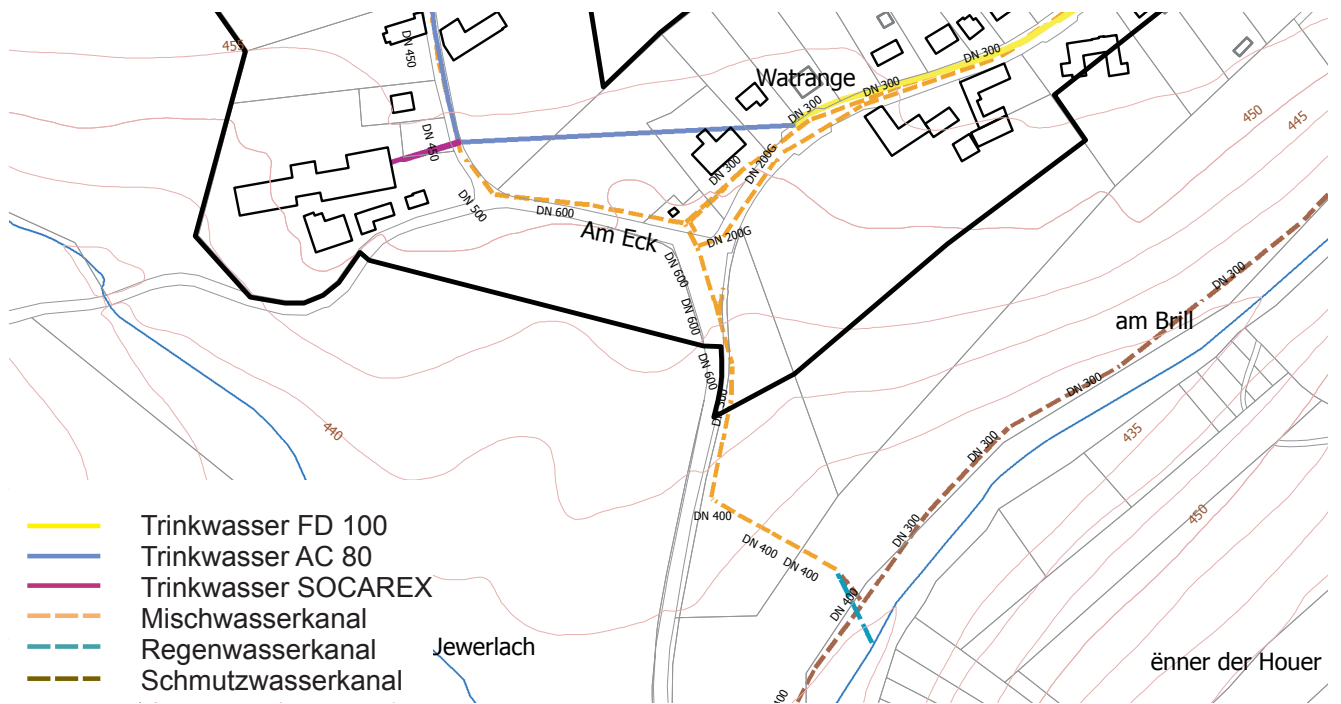 455
DN 450
Watrange
DN 300
DN 300
DN 300
450
445
DN 450
DN 300
DN 200G
DN 500
DN 600
Am Eck
DN 200G
DN 600
DN 300
DN 600
am Brill
DN 600
DN 300
440
DN 300
435
DN 400
DN 300
450
DN 400
DN 400
DN 400
Trinkwasser FD 100
Trinkwasser AC 80
Trinkwasser SOCAREX
Mischwasserkanal
Regenwasserkanal
Schmutzwasserkanal
Jewerlach
ënner der Houer